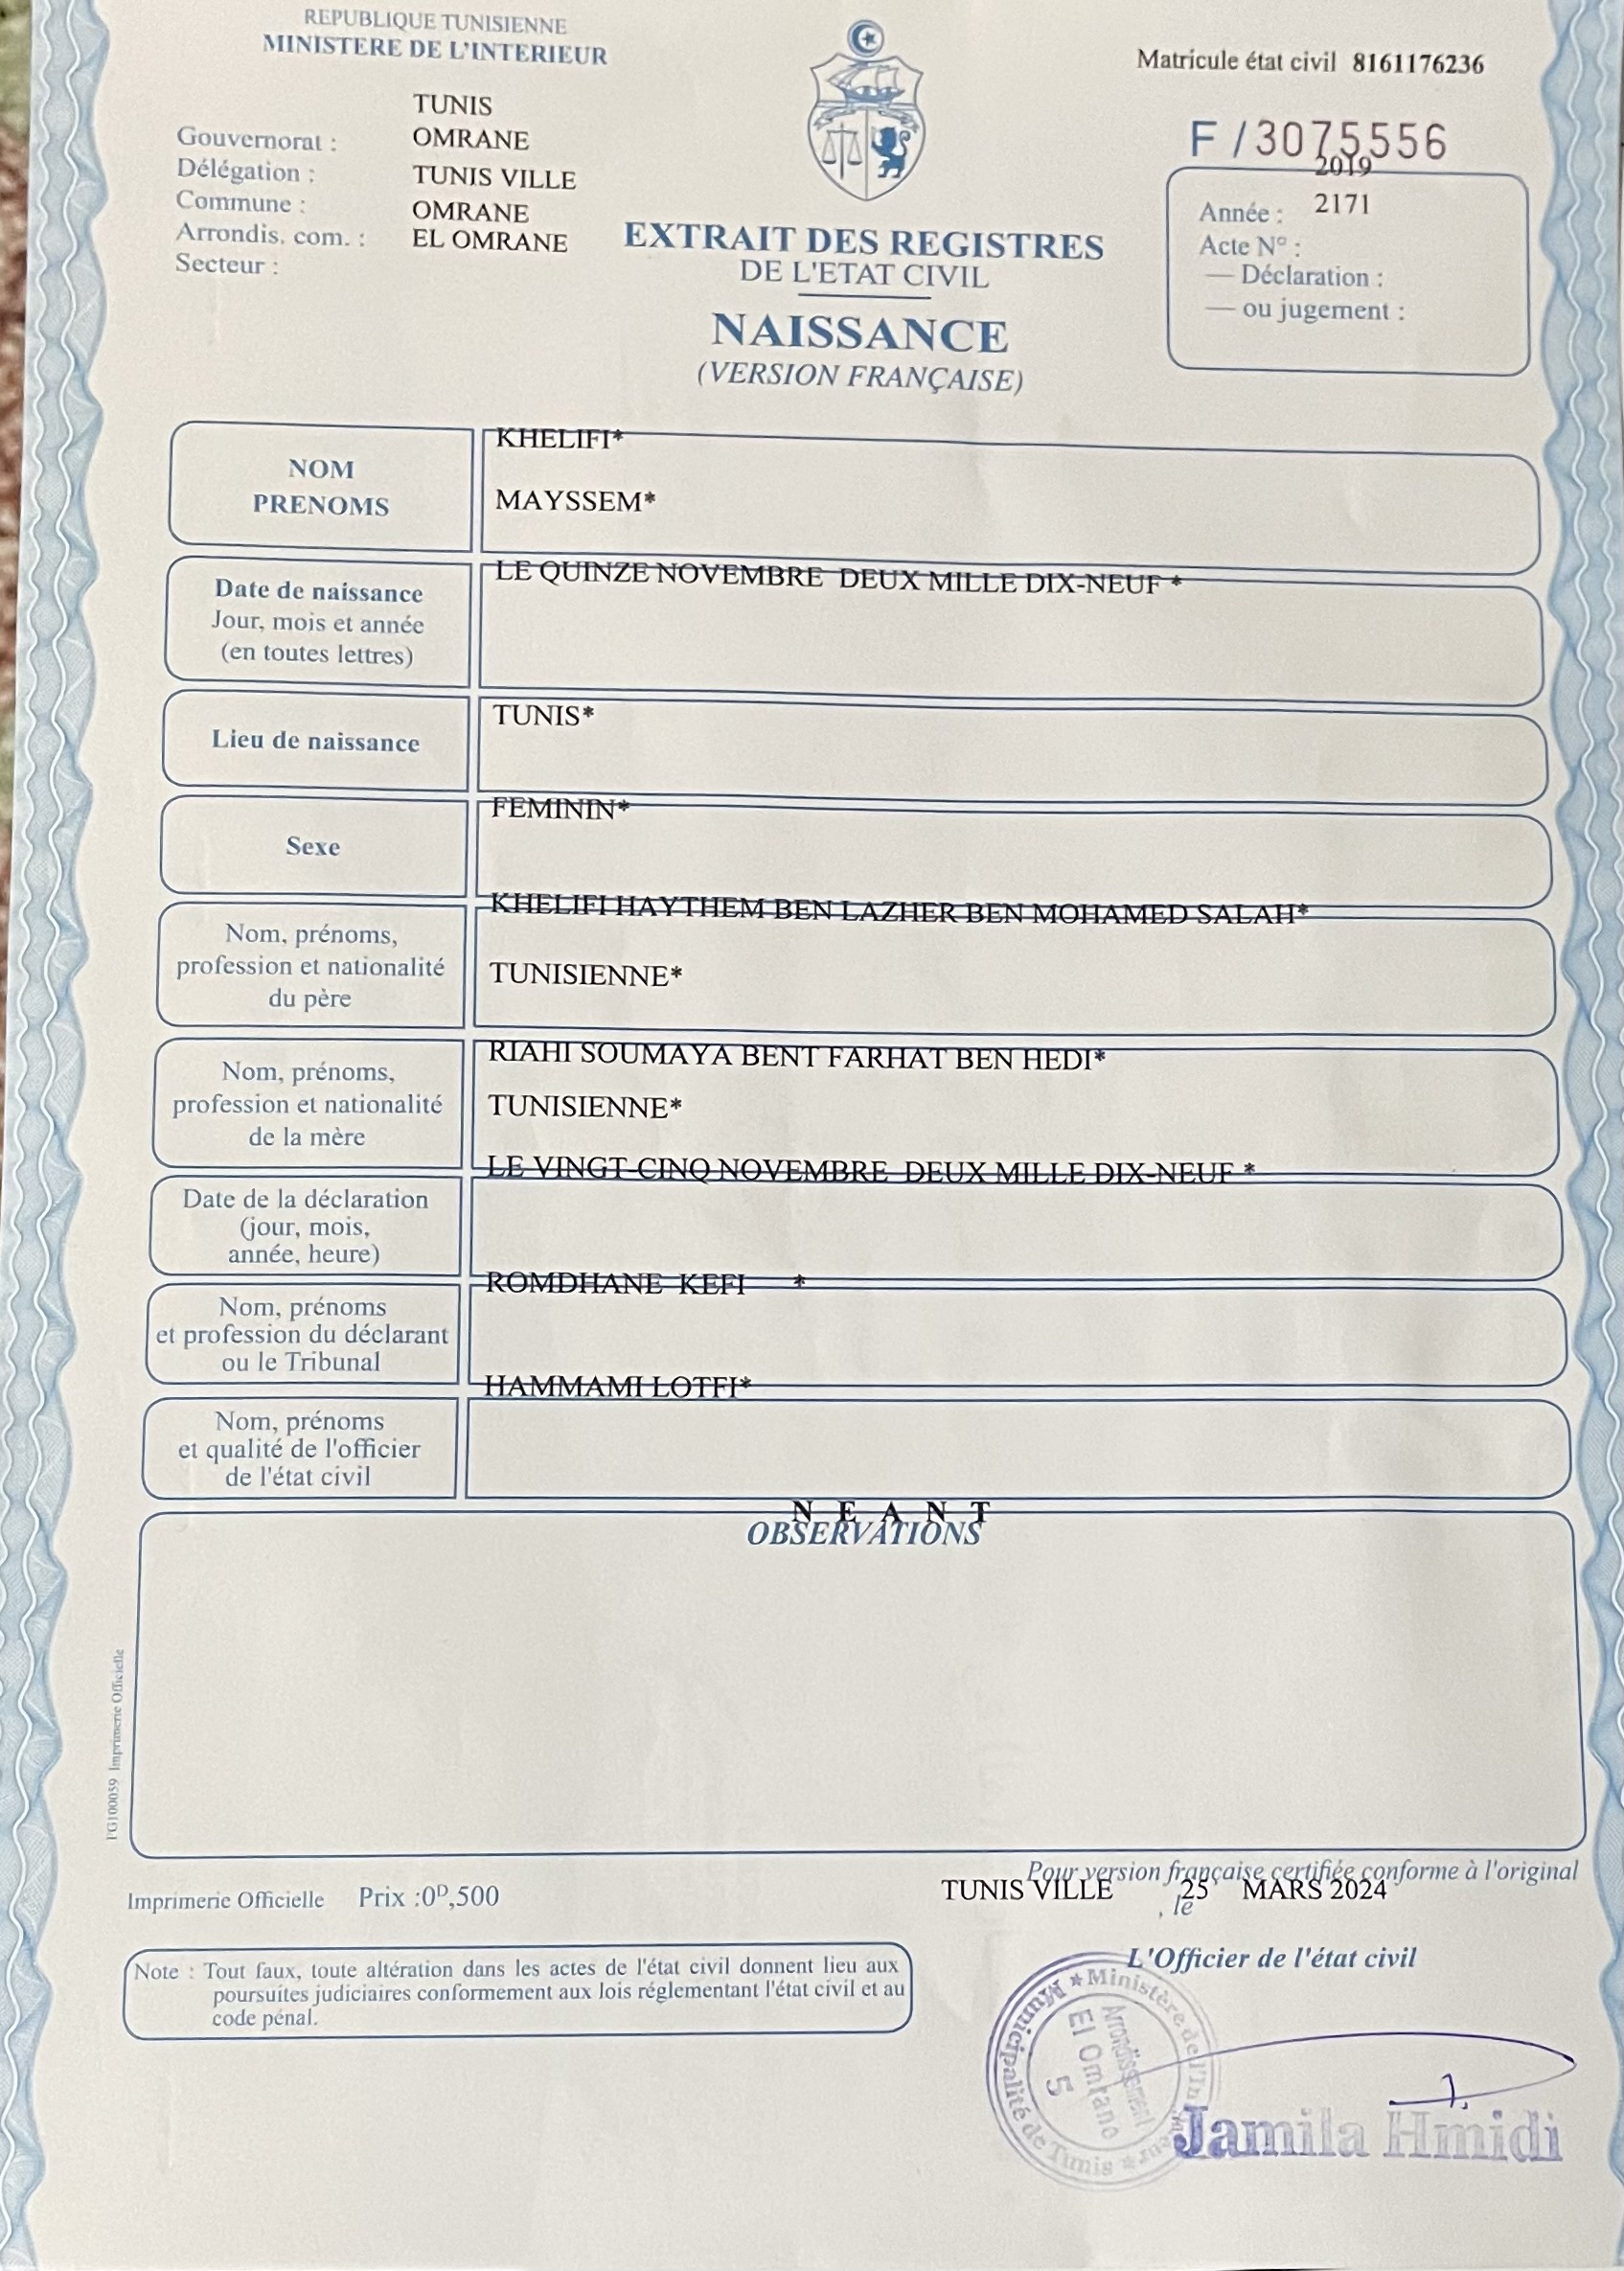 REPUBLIQUE TUNISIENNE
MINISTERE DE L'INTERIEUR
Matricule état civil 8161176236
F / 3075556
TUNIS
Gouvernorat : OMRANE
Délégation : TUNIS VILLE
Commune : OMRANE
Arrondis. com. : EL OMRANE
Secteur :
2019
Année : 2171
Acte N° :
— Déclaration :
— ou jugement :
EXTRAIT DES REGISTRES
DE L'ETAT CIVIL
NAISSANCE
(VERSION FRANÇAISE)
NOM
PRENOMS
KHELIFI*
MAYSSEM*
Date de naissance
Jour, mois et année
(en toutes lettres)
LE QUINZE NOVEMBRE DEUX MILLE DIX-NEUF *
Lieu de naissance
TUNIS*
Sexe
FEMININ*
Nom, prénoms,
profession et nationalité
du père
KHELIFI HAYTHEM BEN LAZHER BEN MOHAMED SALAH*
TUNISIENNE*
Nom, prénoms,
profession et nationalité
de la mère
RIAHI SOUMAYA BENT FARHAT BEN HEDI*
TUNISIENNE*
Date de la déclaration
(jour, mois,
année, heure)
LE VINGT-CINQ NOVEMBRE DEUX MILLE DIX-NEUF *
Nom, prénoms
et profession du déclarant
ou le Tribunal
ROMDHANE KEFI *
Nom, prénoms
et qualité de l'officier
de l'état civil
HAMMAMI LOTFI*
N E A N T
OBSERVATIONS
FG100059 Imprimerie Officielle
Imprimerie Officielle Prix :0ᴰ,500
Pour version française certifiée conforme à l'original
TUNIS VILLE , le 25 MARS 2024
L'Officier de l'état civil
Note : Tout faux, toute altération dans les actes de l'état civil donnent lieu aux
poursuites judiciaires conformement aux lois réglementant l'état civil et au
code pénal.
★ Ministère de l'Intérieur ★ Municipalité de Tunis
Arrondissement
El Omrane
5
Jamila Hmidi